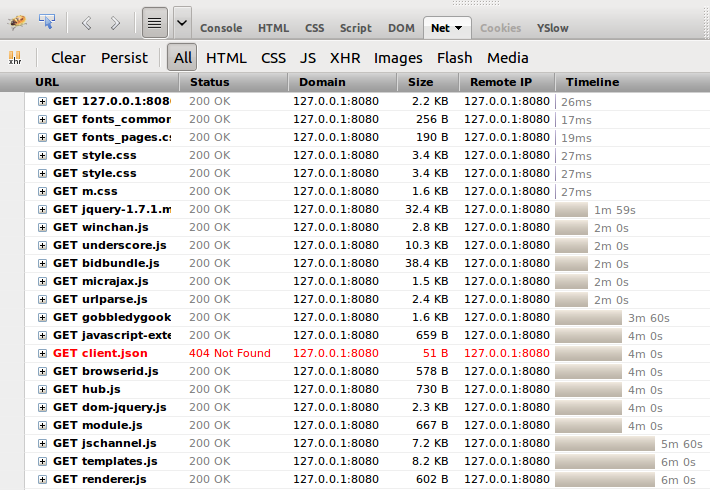 Console HTML CSS Script DOM Net Cookies YSlow
xhr Clear Persist All HTML CSS JS XHR Images Flash Media
URL Status Domain Size Remote IP Timeline
GET 127.0.0.1:808 200 OK 127.0.0.1:8080 2.2 KB 127.0.0.1:8080 26ms
GET fonts_common 200 OK 127.0.0.1:8080 256 B 127.0.0.1:8080 17ms
GET fonts_pages.cs 200 OK 127.0.0.1:8080 190 B 127.0.0.1:8080 19ms
GET style.css 200 OK 127.0.0.1:8080 3.4 KB 127.0.0.1:8080 27ms
GET style.css 200 OK 127.0.0.1:8080 3.4 KB 127.0.0.1:8080 27ms
GET m.css 200 OK 127.0.0.1:8080 1.6 KB 127.0.0.1:8080 27ms
GET jquery-1.7.1.m 200 OK 127.0.0.1:8080 32.4 KB 127.0.0.1:8080 1m 59s
GET winchan.js 200 OK 127.0.0.1:8080 2.8 KB 127.0.0.1:8080 2m 0s
GET underscore.js 200 OK 127.0.0.1:8080 10.3 KB 127.0.0.1:8080 2m 0s
GET bidbundle.js 200 OK 127.0.0.1:8080 38.4 KB 127.0.0.1:8080 2m 0s
GET micrajax.js 200 OK 127.0.0.1:8080 1.5 KB 127.0.0.1:8080 2m 0s
GET urlparse.js 200 OK 127.0.0.1:8080 2.4 KB 127.0.0.1:8080 2m 0s
GET gobbledygook 200 OK 127.0.0.1:8080 1.6 KB 127.0.0.1:8080 3m 60s
GET javascript-exte 200 OK 127.0.0.1:8080 659 B 127.0.0.1:8080 4m 0s
GET client.json 404 Not Found 127.0.0.1:8080 51 B 127.0.0.1:8080 4m 0s
GET browserid.js 200 OK 127.0.0.1:8080 578 B 127.0.0.1:8080 4m 0s
GET hub.js 200 OK 127.0.0.1:8080 730 B 127.0.0.1:8080 4m 0s
GET dom-jquery.js 200 OK 127.0.0.1:8080 2.3 KB 127.0.0.1:8080 4m 0s
GET module.js 200 OK 127.0.0.1:8080 667 B 127.0.0.1:8080 4m 0s
GET jschannel.js 200 OK 127.0.0.1:8080 7.2 KB 127.0.0.1:8080 5m 60s
GET templates.js 200 OK 127.0.0.1:8080 8.2 KB 127.0.0.1:8080 6m 0s
GET renderer.js 200 OK 127.0.0.1:8080 602 B 127.0.0.1:8080 6m 0s